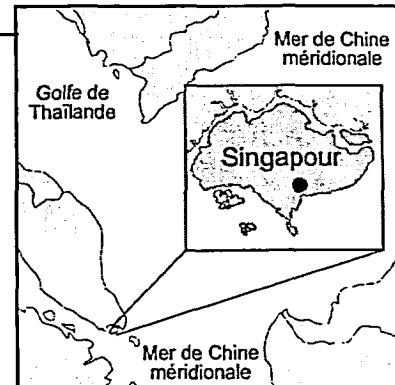 Mer de Chine
méridionale
Golfe de
Thaïlande
Singapour
Mer de Chine
méridionale